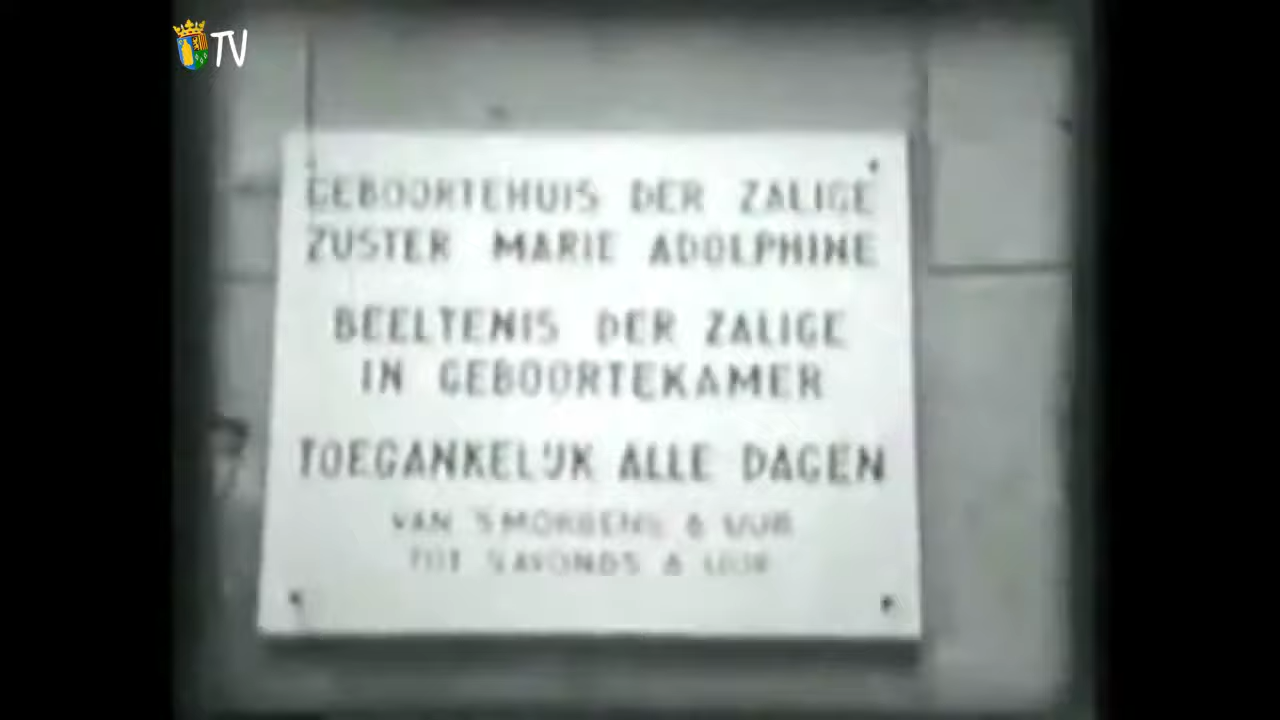 TV
GEBOORTEHUIS DER ZALIGE
ZUSTER MARIE ADOLPHINE
BEELTENIS DER ZALIGE
IN GEBOORTEKAMER
TOEGANKELIJK ALLE DAGEN
VAN 'S MORGENS 8 UUR
TOT 'S AVONDS 8 UUR